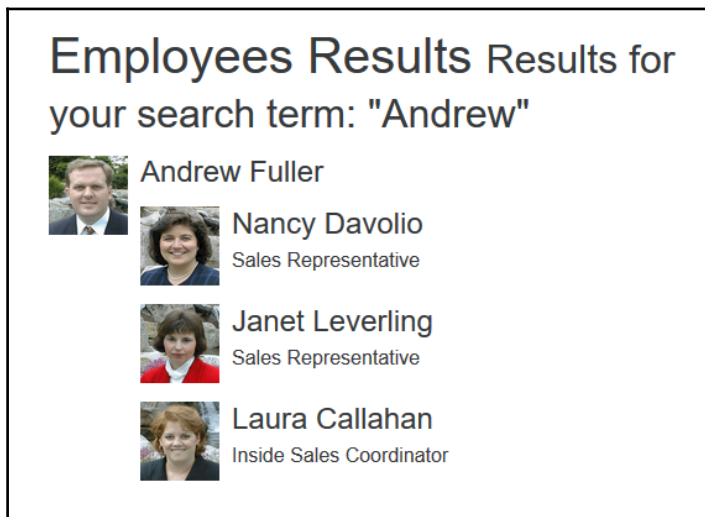 Employees Results Results for
your search term: "Andrew"
Andrew Fuller
Nancy Davolio
Sales Representative
Janet Leverling
Sales Representative
Laura Callahan
Inside Sales Coordinator